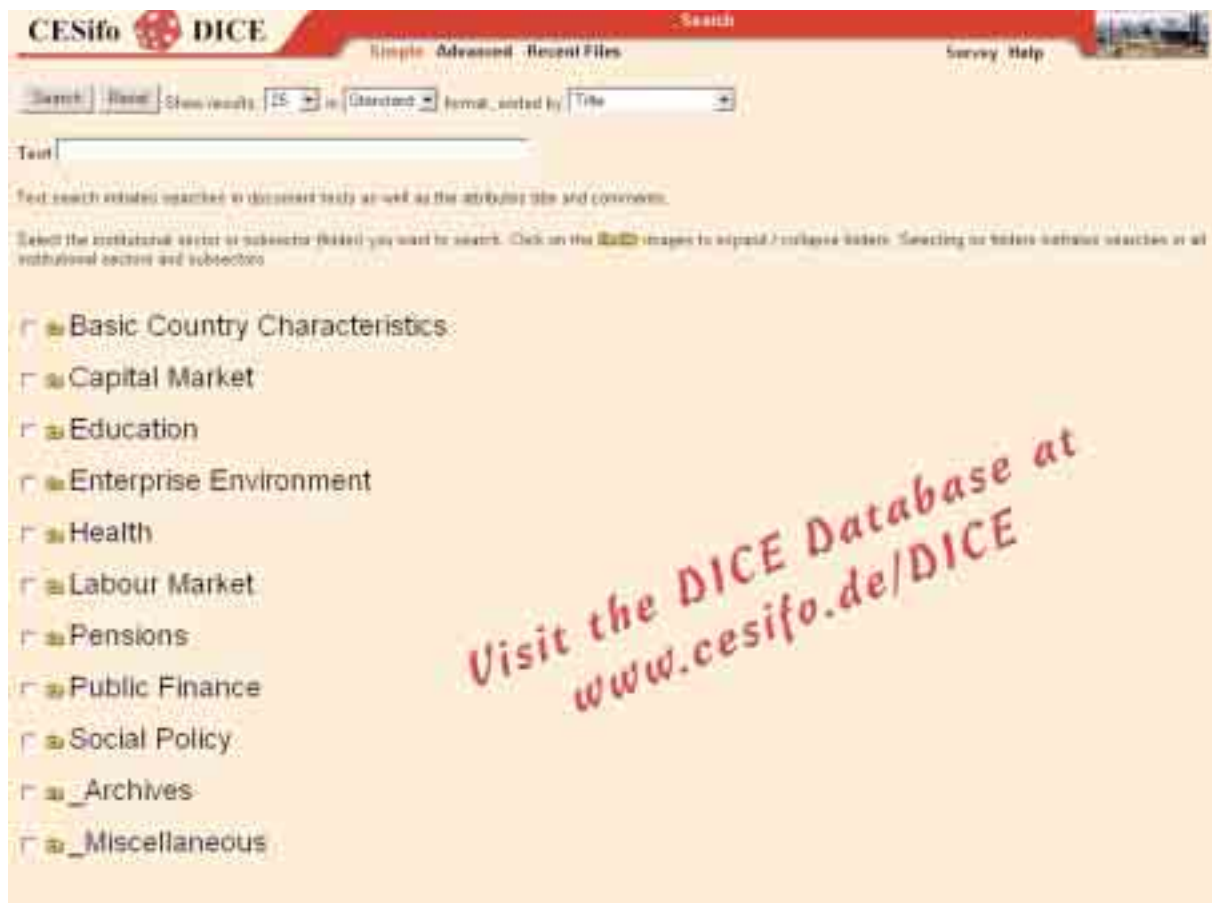 CESifo DICE
Search
Simple Advanced Recent Files
Survey Help
Search Reset Show results 25 in Standard format, sorted by Title
Text
Text search initiates searches in document texts as well as the attributes title and comments.
Select the institutional sector or subsector (folder) you want to search. Click on the images to expand / collapse folders. Selecting no folders initiates searches in all
institutional sectors and subsectors
Basic Country Characteristics
Capital Market
Education
Enterprise Environment
Health
Labour Market
Pensions
Public Finance
Social Policy
_Archives
_Miscellaneous
Visit the DICE Database at
www.cesifo.de/DICE